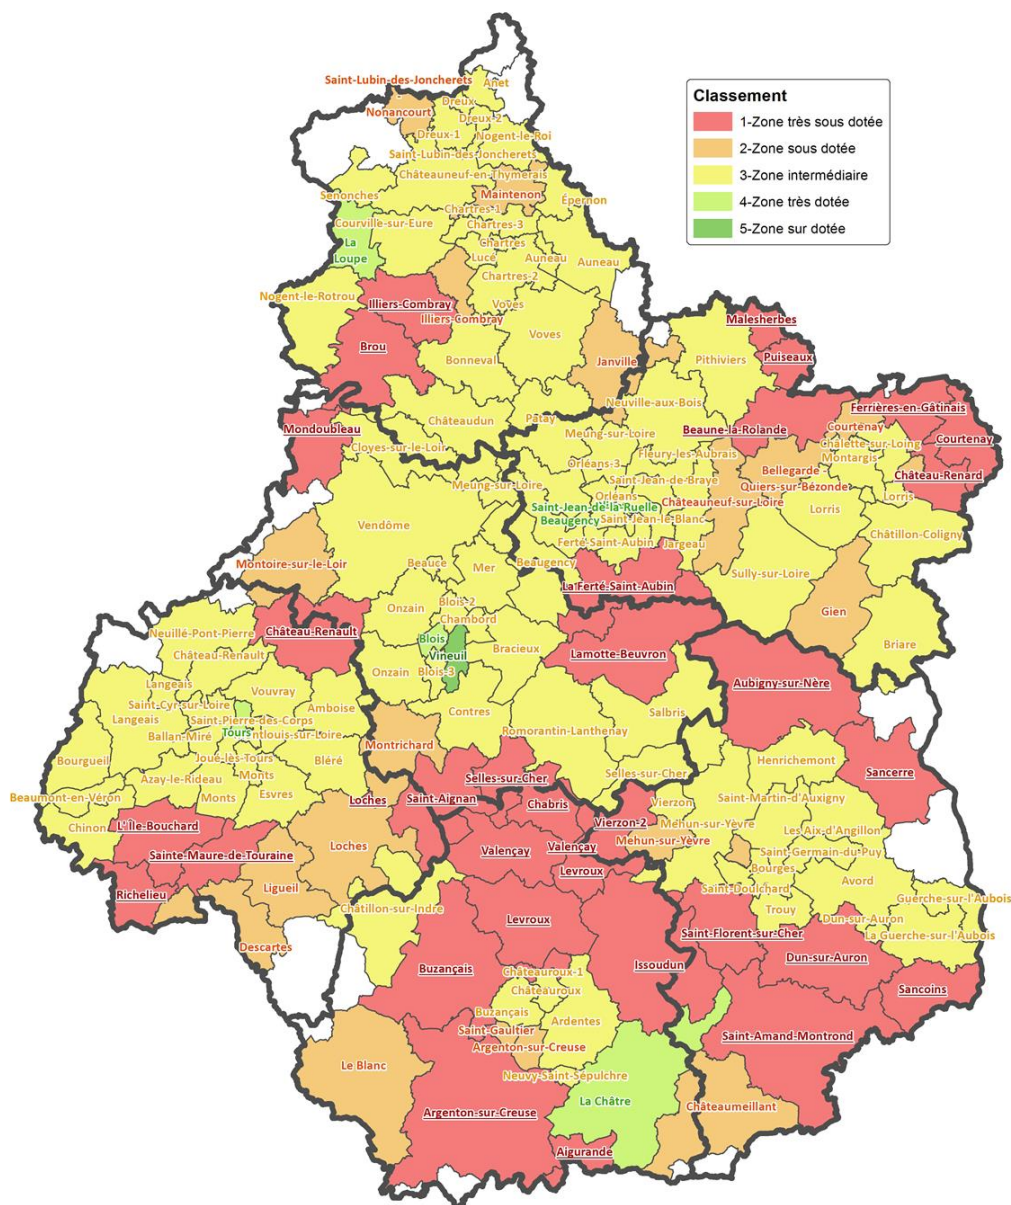 Saint-Lubin-des-Joncherets
Anet
Nonancourt
Dreux
Dreux-2
Dreux-1
Nogent-le-Roi
Saint-Lubin-des-Joncherets
Châteauneuf-en-Thymerais
Senonches
Maintenon
Épernon
Chartres-1
Courville-sur-Eure
Chartres-3
La
Loupe
Chartres
Lucé
Auneau
Auneau
Chartres-2
Nogent-le-Rotrou
Illiers-Combray
Voves
Illiers-Combray
Voves
Brou
Bonneval
Janville
Châteaudun
Patay
Cloyes-sur-le-Loir
Mondoubleau
Classement
1-Zone très sous dotée
2-Zone sous dotée
3-Zone intermédiaire
4-Zone très dotée
5-Zone sur dotée
Malesherbes
Pithiviers
Puiseaux
Neuville-aux-Bois
Beaune-la-Rolande
Ferrières-en-Gâtinais
Courtenay
Courtenay
Châlette-sur-Loing
Montargis
Château-Renard
Meung-sur-Loire
Fleury-les-Aubrais
Orléans-3
Bellegarde -
Quiers-sur-Bézonde
Saint-Jean-de-Braye
Meung-sur-Loire
Orléans
Châteauneuf-sur-Loire
Lorris
Lorris
Saint-Jean-de-la-Ruelle
Beaugency
Saint-Jean-le-Blanc
Châtillon-Coligny
Ferté-Saint-Aubin
Jargeau
Beaugency
La Ferté-Saint-Aubin
Sully-sur-Loire
Gien
Briare
Vendôme
Montoire-sur-le-Loir
Beauce
Mer
Onzain
Blois-2
Chambord
Blois
Vineuil
Bracieux
Onzain
Blois-3
Lamotte-Beuvron
Contres
Salbris
Romorantin-Lanthenay
Montrichard
Selles-sur-Cher
Selles-sur-Cher
Saint-Aignan
Château-Renault
Neuillé-Pont-Pierre
Château-Renault
Langeais
Vouvray
Saint-Cyr-sur-Loire
Amboise
Langeais
Saint-Pierre-des-Corps
Tours
ntlouis-sur-Loire
Ballan-Miré
Bourgueil
Joué-lès-Tours
Bléré
Azay-le-Rideau
Monts
Beaumont-en-Véron
Monts
Esvres
Loches
Chinon
L'Île-Bouchard
Loches
Sainte-Maure-de-Touraine
Richelieu
Ligueil
Descartes
Aubigny-sur-Nère
Henrichemont
Sancerre
Vierzon
Saint-Martin-d'Auxigny
Vierzon-2
Mehun-sur-Yèvre
Mehun-sur-Yèvre
Les Aix-d'Angillon
Saint-Germain-du-Puy
Bourges
Avord
Saint-Doulchard
Guerche-sur-l'Aubois
Trouy
Dun-sur-Auron
La Guerche-sur-l'Aubois
Saint-Florent-sur-Cher
Dun-sur-Auron
Sancoins
Saint-Amand-Montrond
Châteaumeillant
Chabris
Valençay
Valençay
Levroux
Châtillon-sur-Indre
Levroux
Buzançais
Issoudun
Châteauroux-1
Châteauroux
Buzançais
Ardentes
Saint-Gaultier
Argenton-sur-Creuse
Le Blanc
Neuvy-Saint-Sépulchre
La Châtre
Argenton-sur-Creuse
Aigurande